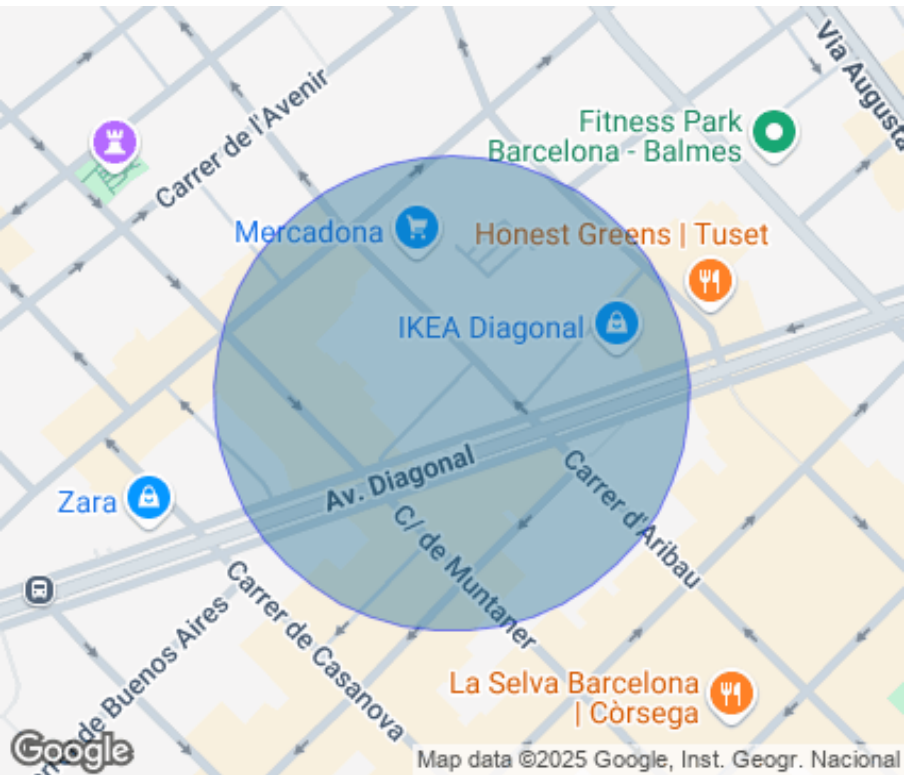 Via Augusta
Carrer de l'Avenir
Fitness Park
Barcelona - Balmes
Mercadona
Honest Greens | Tuset
IKEA Diagonal
Av. Diagonal
Zara
Carrer d'Aribau
C/ de Muntaner
Carrer de Casanova
de Buenos Aires
La Selva Barcelona
| Còrsega
Google
Map data ©2025 Google, Inst. Geogr. Nacional